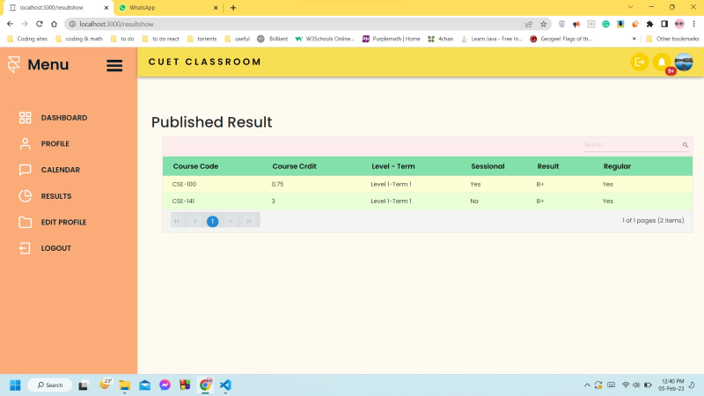 localhost:3000/resultshow
WhatsApp
localhost:3000/resultshow
Coding sites
coding & math
to do
to do react
torrents
useful
Brilliant
W3Schools Online...
Purplemath | Home
4chan
Learn Java - Free In...
Geogee! Flags of th...
»
Other bookmarks
Menu
CUET CLASSROOM
9+
DASHBOARD
PROFILE
CALENDAR
RESULTS
EDIT PROFILE
LOGOUT
Published Result
Search
Course Code Course Crdit Level - Term Sessional Result Regular
CSE-100 0.75 Level 1-Term 1 Yes B+ Yes
CSE-141 3 Level 1-Term 1 No B+ Yes
1
1 of 1 pages (2 items)
Search
23°
12:40 PM
05-Feb-23